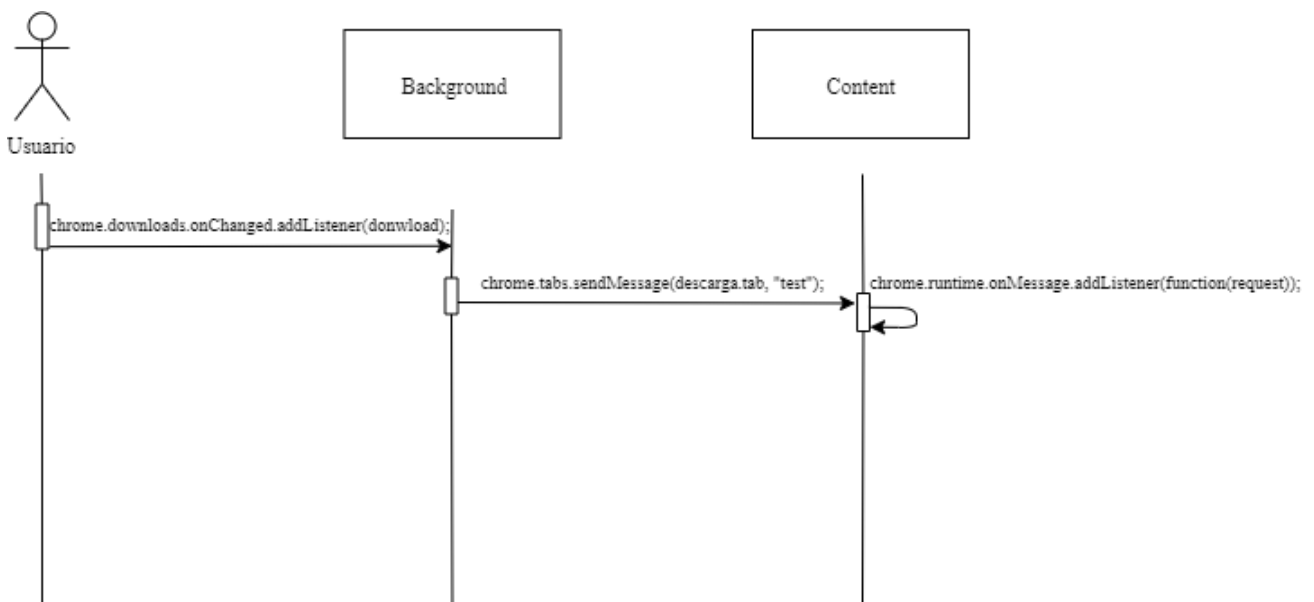 Background
Content
Usuario
chrome.downloads.onChanged.addListener(donwload);
chrome.tabs.sendMessage(descarga.tab, "test");
chrome.runtime.onMessage.addListener(function(request));